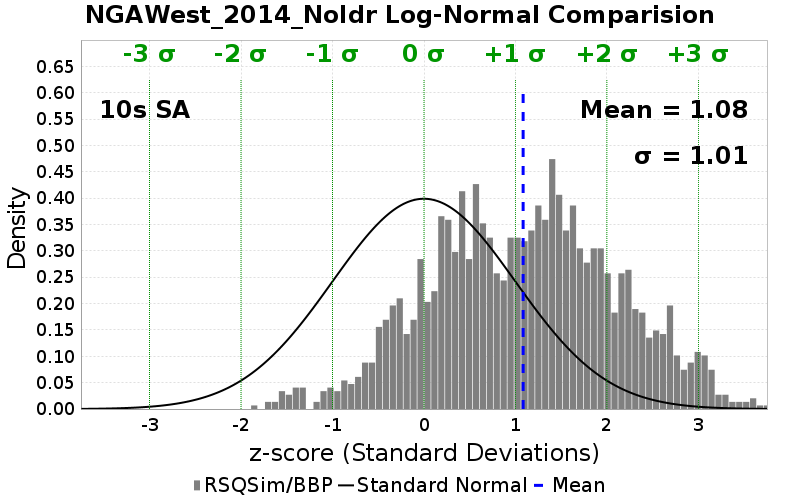 NGAWest_2014_NoIdr Log-Normal Comparision
-3 σ -2 σ -1 σ 0 σ +1 σ +2 σ +3 σ
10s SA
Mean = 1.08
σ = 1.01
Density
0.65
0.60
0.55
0.50
0.45
0.40
0.35
0.30
0.25
0.20
0.15
0.10
0.05
0.00
-3 -2 -1 0 1 2 3
z-score (Standard Deviations)
RSQSim/BBP Standard Normal Mean